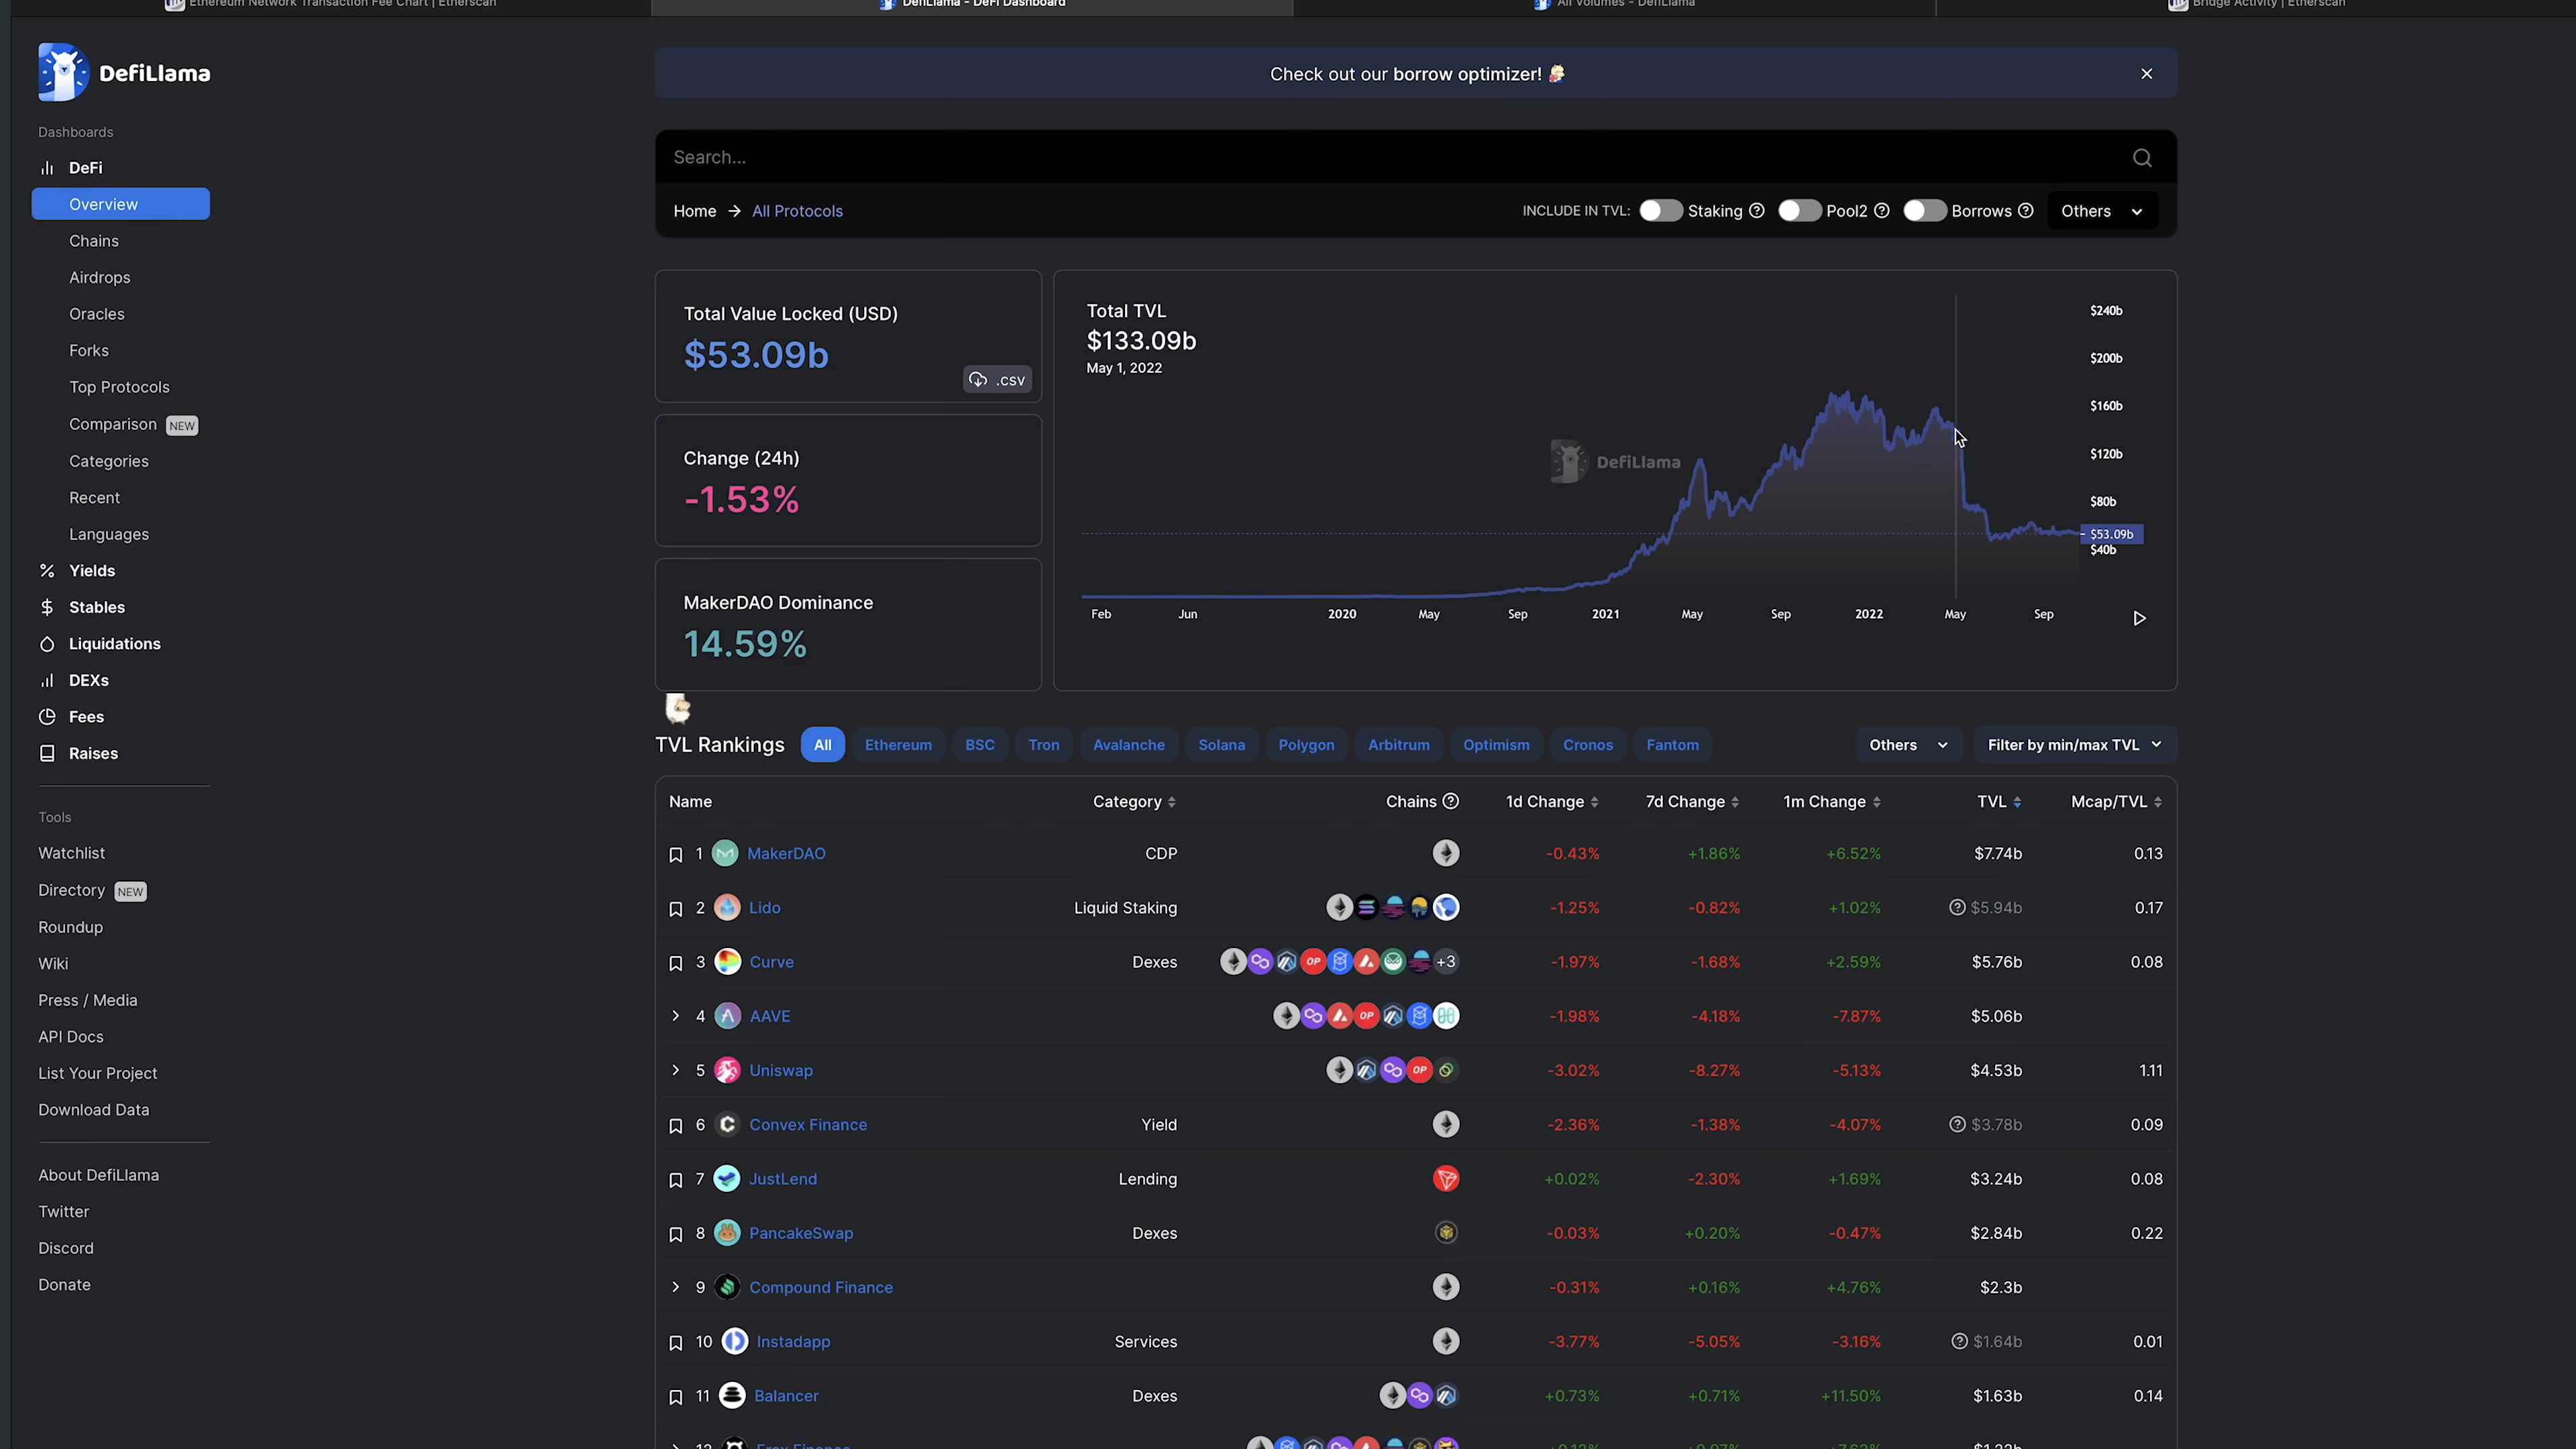 Ethereum Network Transaction Fee Chart | Etherscan
DefiLlama - DeFi Dashboard
All Volumes - DefiLlama
Bridge Activity | Etherscan
DefiLlama
Check out our borrow optimizer!
Dashboards
DeFi
Overview
Chains
Airdrops
Oracles
Forks
Top Protocols
Comparison NEW
Categories
Recent
Languages
Yields
Stables
Liquidations
DEXs
Fees
Raises
Tools
Watchlist
Directory NEW
Roundup
Wiki
Press / Media
API Docs
List Your Project
Download Data
About DefiLlama
Twitter
Discord
Donate
Search...
Home → All Protocols
INCLUDE IN TVL: Staking Pool2 Borrows Others
Total Value Locked (USD)
$53.09b
.csv
Change (24h)
-1.53%
MakerDAO Dominance
14.59%
Total TVL
$133.09b
May 1, 2022
DefiLlama
$240b
$200b
$160b
$120b
$80b
$53.09b
$40b
Feb Jun 2020 May Sep 2021 May Sep 2022 May Sep
TVL Rankings All Ethereum BSC Tron Avalanche Solana Polygon Arbitrum Optimism Cronos Fantom Others Filter by min/max TVL
Name Category Chains 1d Change 7d Change 1m Change TVL Mcap/TVL
1 MakerDAO CDP -0.43% +1.86% +6.52% $7.74b 0.13
2 Lido Liquid Staking -1.25% -0.82% +1.02% $5.94b 0.17
3 Curve Dexes OP +3 -1.97% -1.68% +2.59% $5.76b 0.08
4 AAVE OP -1.98% -4.18% -7.87% $5.06b
5 Uniswap OP -3.02% -8.27% -5.13% $4.53b 1.11
6 Convex Finance Yield -2.36% -1.38% -4.07% $3.78b 0.09
7 JustLend Lending +0.02% -2.30% +1.69% $3.24b 0.08
8 PancakeSwap Dexes -0.03% +0.20% -0.47% $2.84b 0.22
9 Compound Finance -0.31% +0.16% +4.76% $2.3b
10 Instadapp Services -3.77% -5.05% -3.16% $1.64b 0.01
11 Balancer Dexes +0.73% +0.71% +11.50% $1.63b 0.14